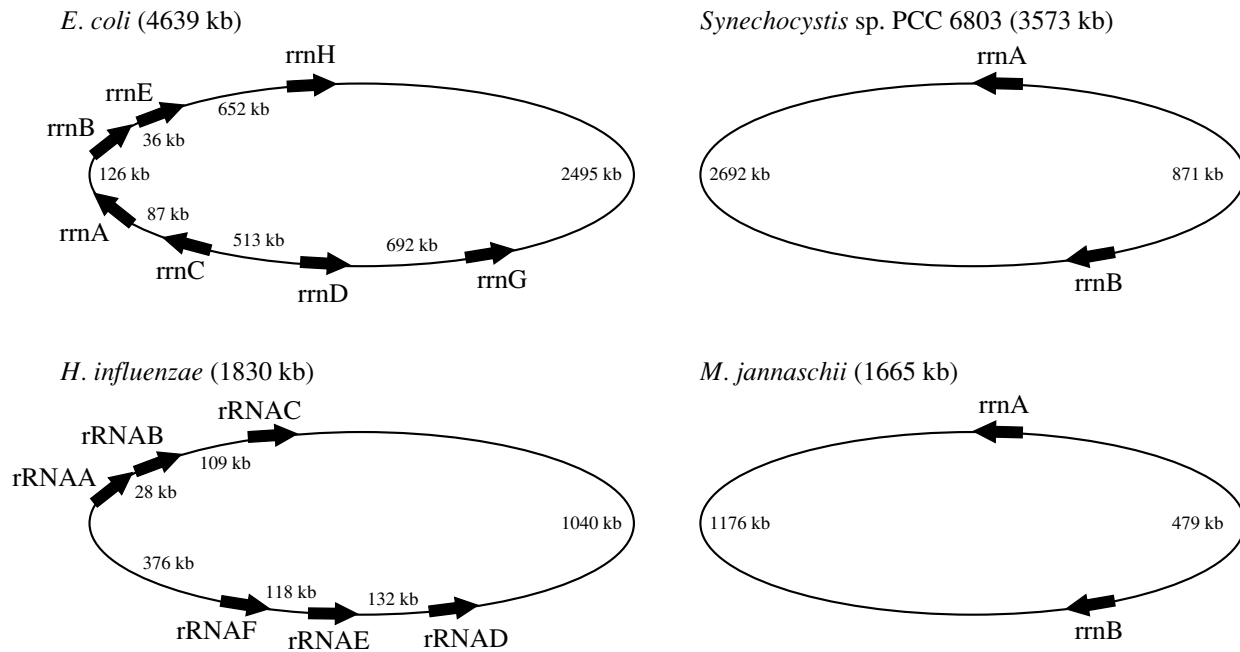 E. coli (4639 kb)
rrnH
rrnE
rrnB
652 kb
36 kb
126 kb
2495 kb
87 kb
rrnA
513 kb
692 kb
rrnC
rrnD
rrnG
Synechocystis sp. PCC 6803 (3573 kb)
rrnA
2692 kb
871 kb
rrnB
H. influenzae (1830 kb)
rRNAC
rRNAB
rRNAA
109 kb
28 kb
1040 kb
376 kb
118 kb
132 kb
rRNAF
rRNAE
rRNAD
M. jannaschii (1665 kb)
rrnA
1176 kb
479 kb
rrnB